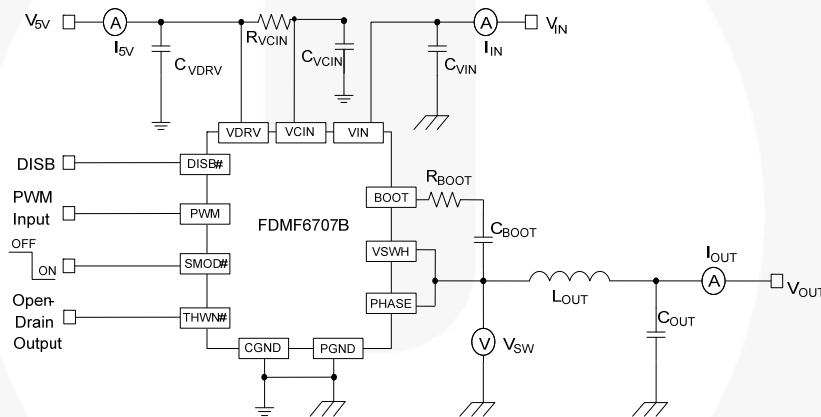 V5V
A
I5V
RVCIN
CVDRV
CVCIN
CVIN
A
IIN
VIN
VDRV
VCIN
VIN
DISB
DISB#
PWM
Input
PWM
OFF
ON
SMOD#
Open-
Drain
Output
THWN#
FDMF6707B
BOOT
RBOOT
CBOOT
VSWH
PHASE
CGND
PGND
V
VSW
LOUT
IOUT
A
COUT
VOUT